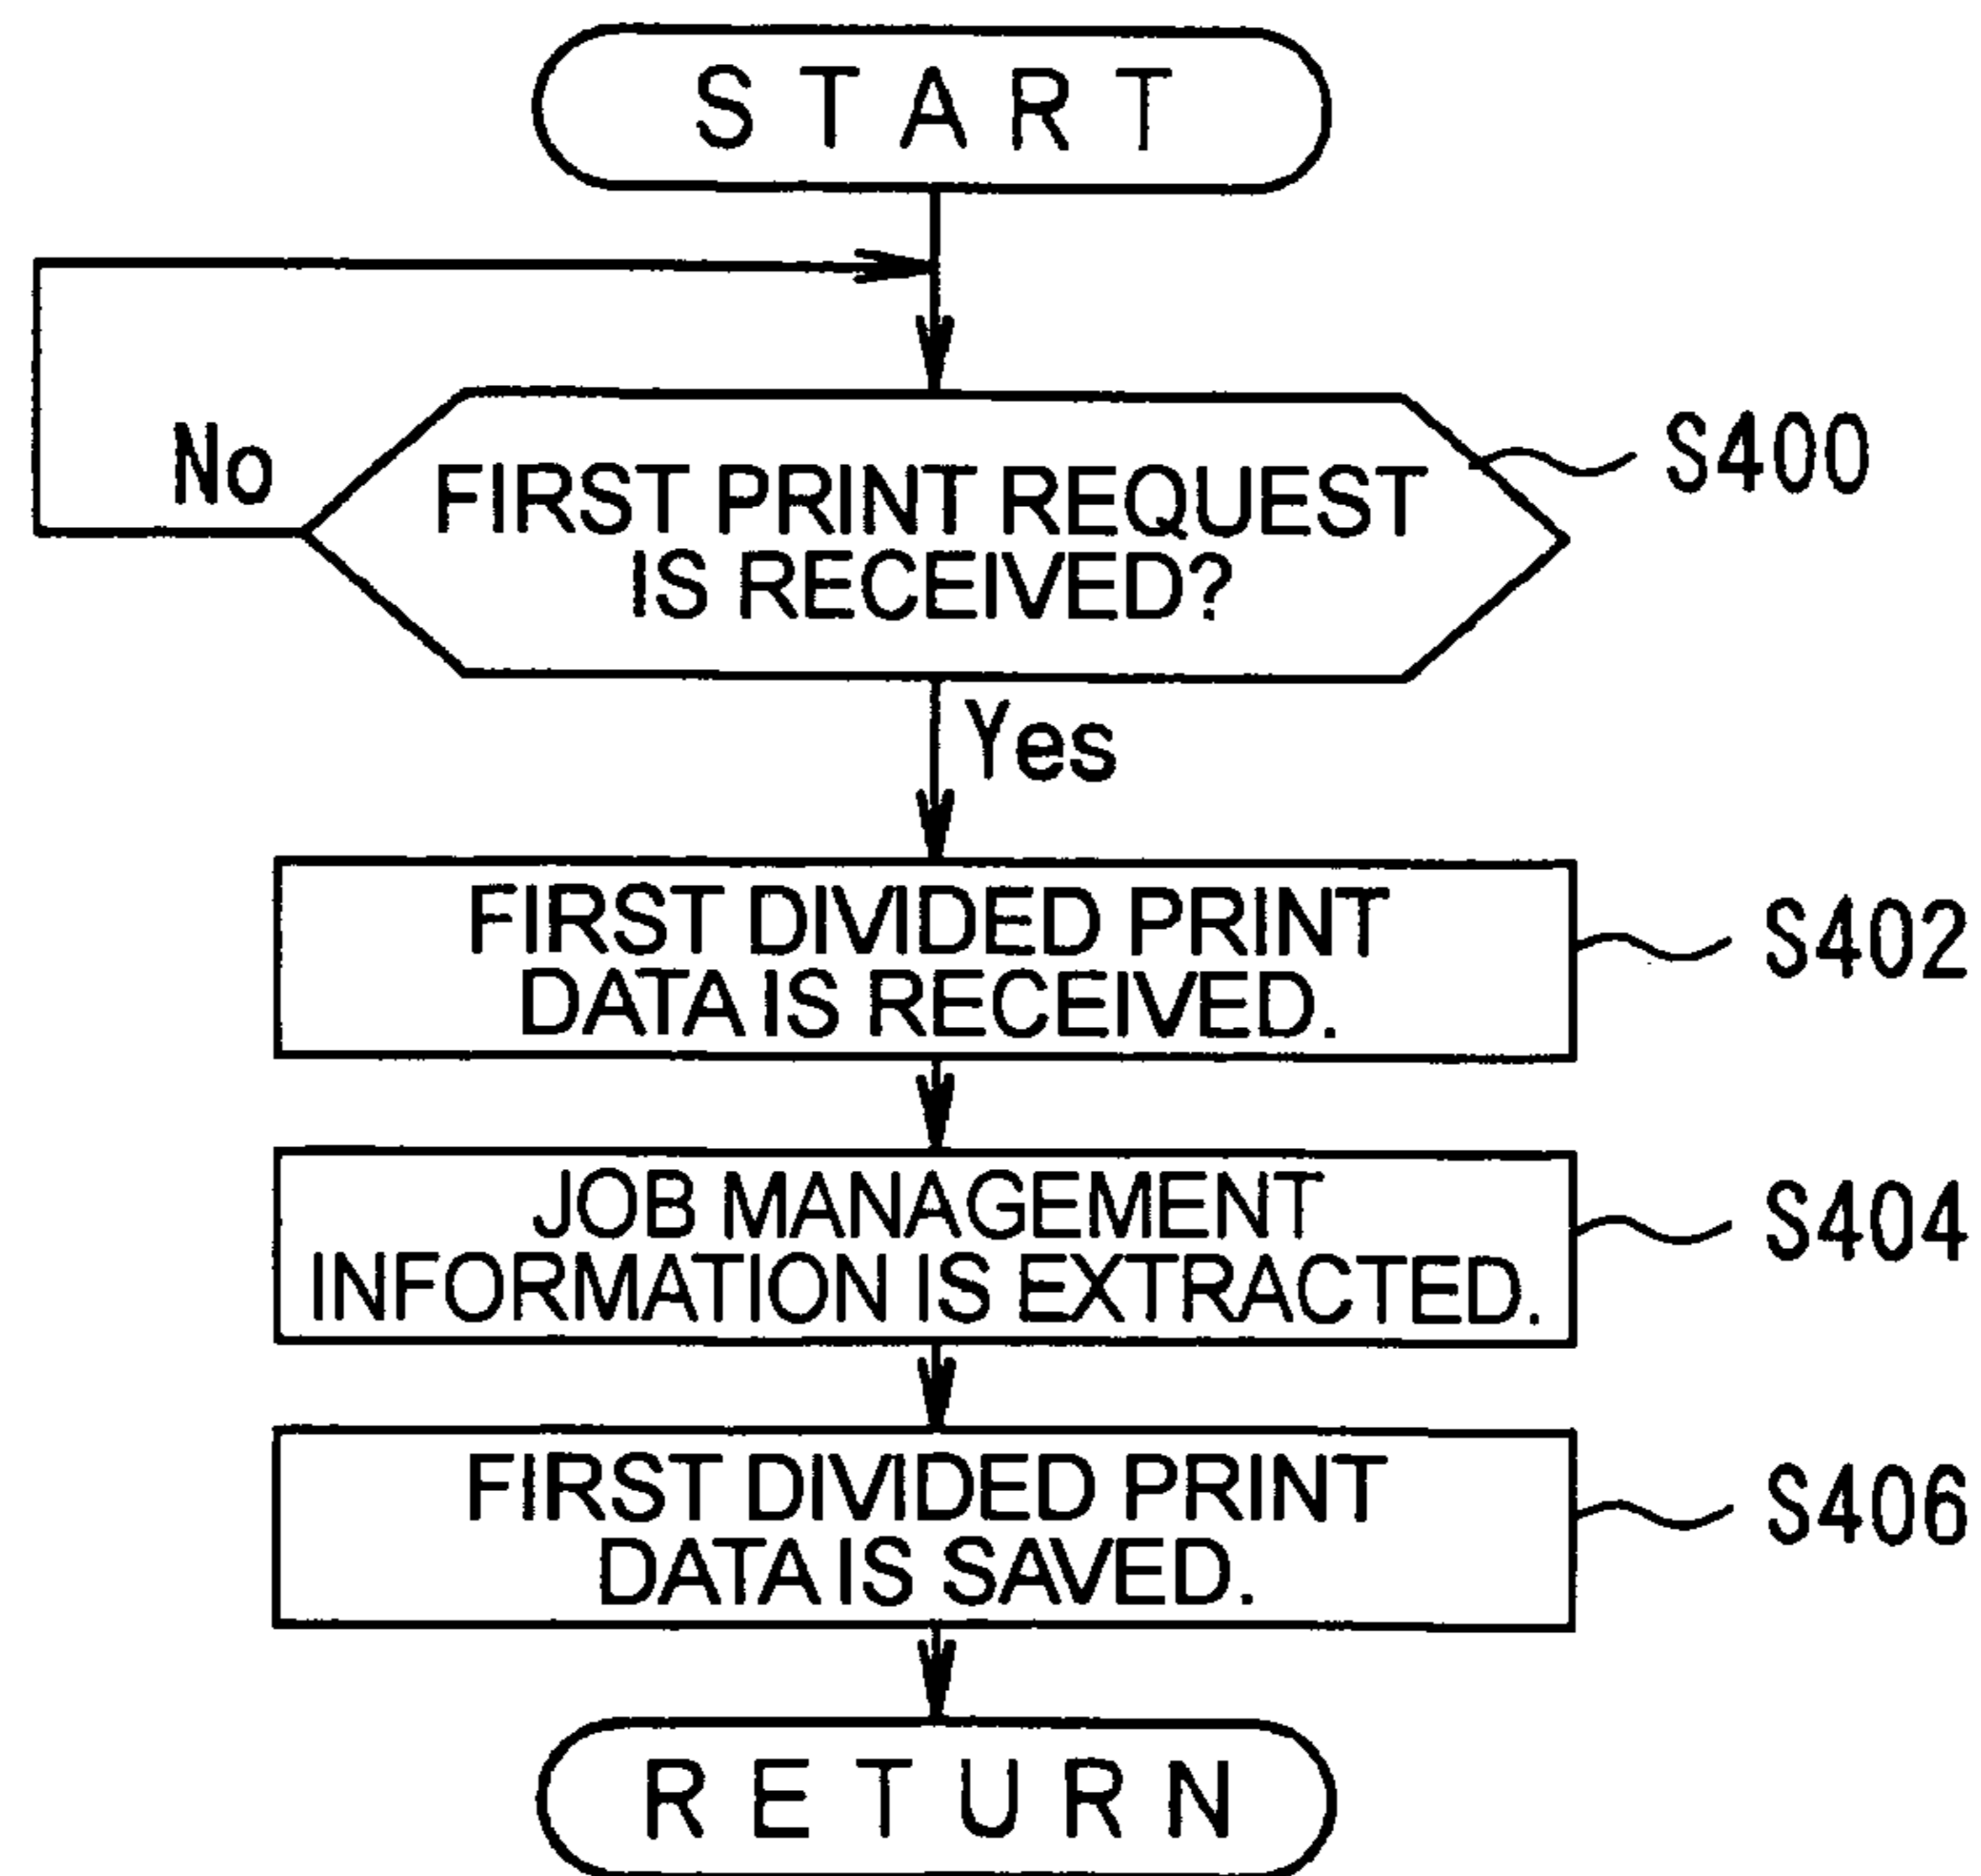 START
No
FIRST PRINT REQUEST
IS RECEIVED?
S400
Yes
FIRST DIVIDED PRINT
DATA IS RECEIVED.
S402
JOB MANAGEMENT
INFORMATION IS EXTRACTED.
S404
FIRST DIVIDED PRINT
DATA IS SAVED.
S406
RETURN